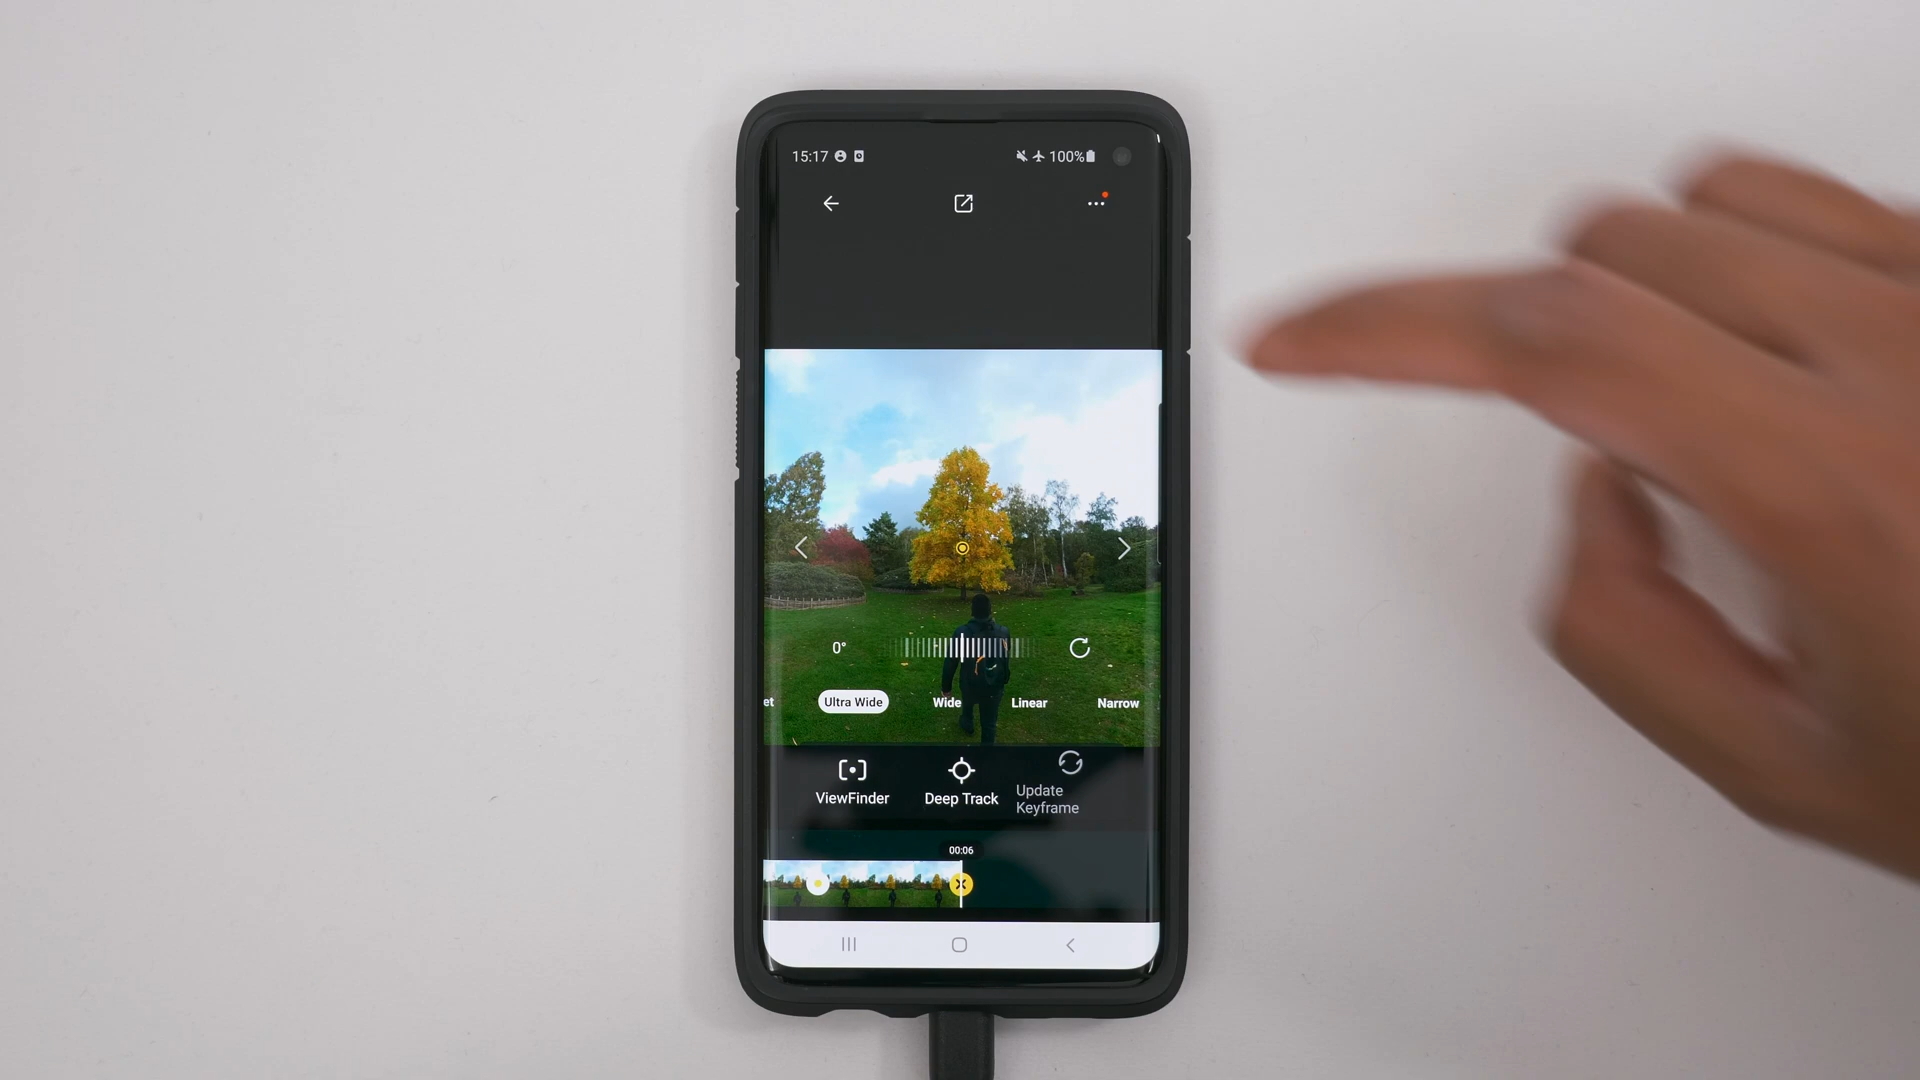 15:17 100%
0°
et Ultra Wide Wide Linear Narrow
ViewFinder Deep Track Update
Keyframe
00:06